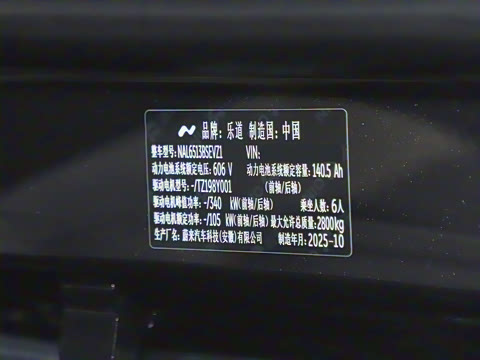 品牌: 乐道 制造国: 中国
整车型号: NAL6513BSEVZ1 VIN:
动力电池系统额定电压: 606 V 动力电池系统额定容量: 140.5 Ah
驱动电机型号: -/TZ198Y001 (前轴/后轴)
驱动电机峰值功率: -/340 kW(前轴/后轴) 乘坐人数: 6人
驱动电机额定功率: -/105 kW(前轴/后轴) 最大允许总质量: 2800kg
生产厂名: 蔚来汽车科技(安徽)有限公司 制造年月: 2025-10